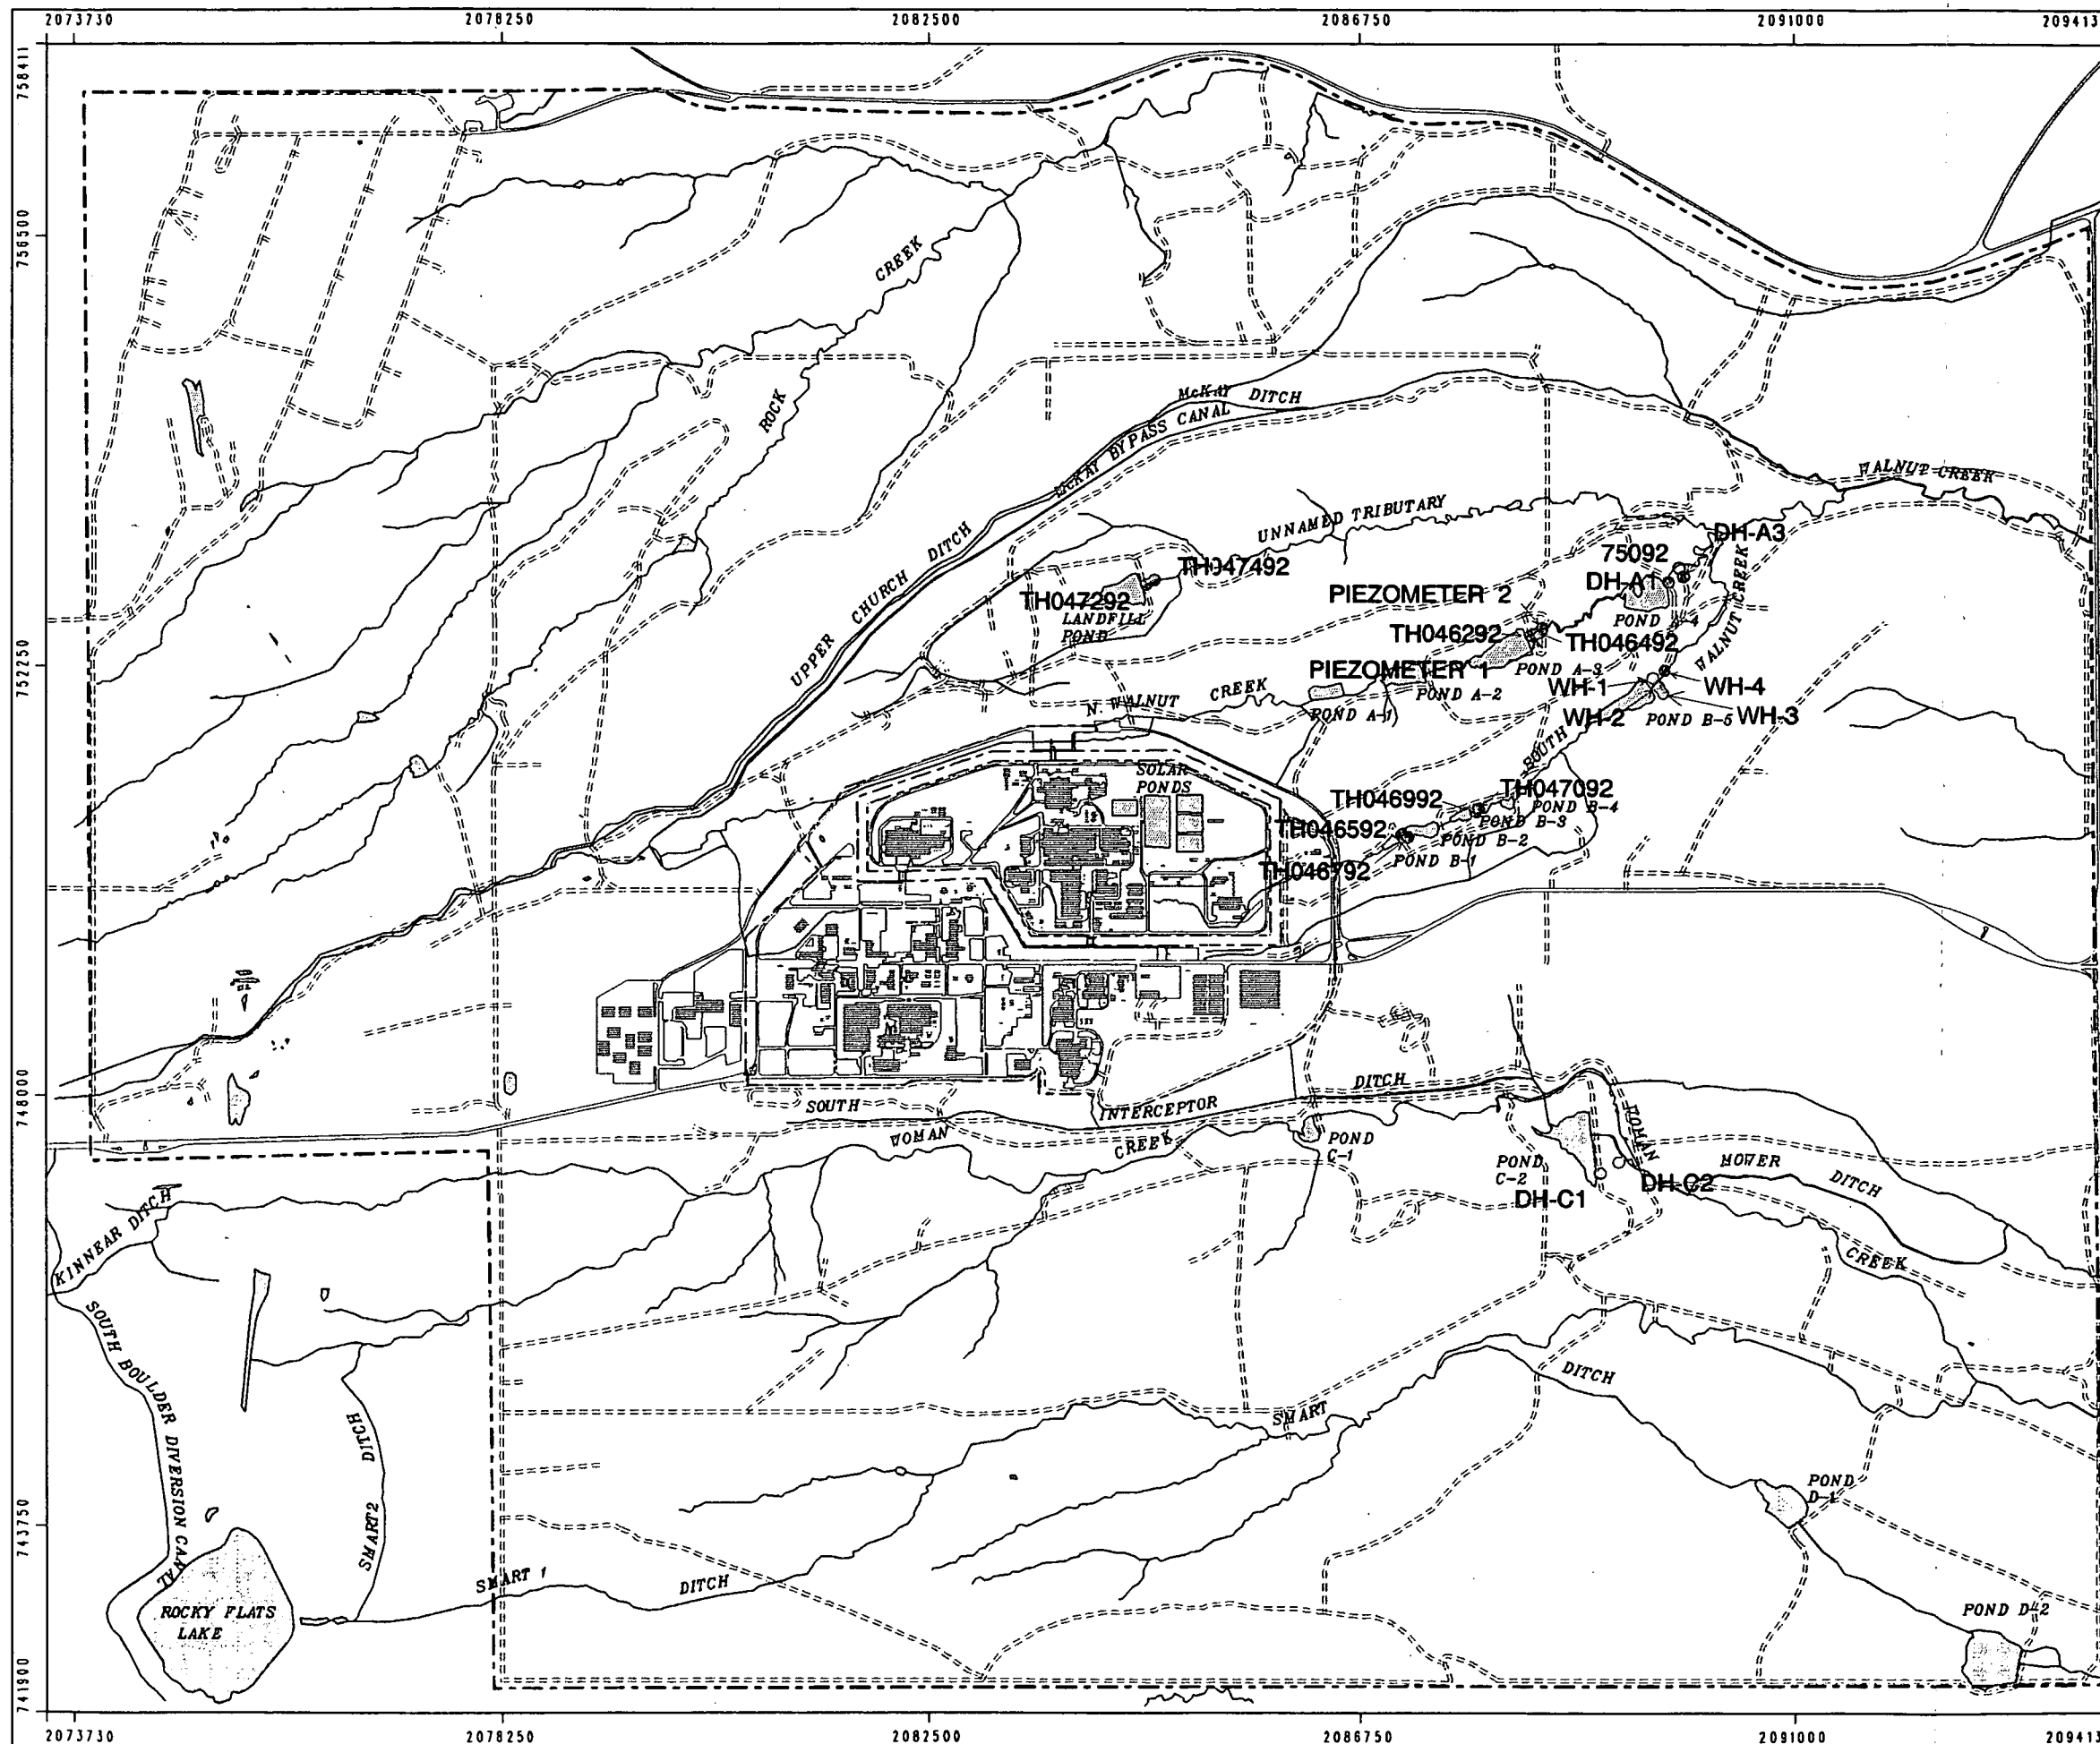 2073730
2078250
2082500
2086750
2091000
209413
758411
756500
752250
748000
743750
741900
CREEK
ROCK
McKAY DITCH
McKAY BYPASS CANAL
UPPER CHURCH DITCH
WALNUT CREEK
UNNAMED TRIBUTARY
DH-A3
75092
DH-A1
POND
TH047492
TH047292
LANDFILL
POND
PIEZOMETER 2
TH046292
TH046492
WALNUT CREEK
PIEZOMETER 1
POND A-3
POND A-2
POND A-1
WH-1
WH-4
WH-2
POND B-5
WH-3
N. WALNUT CREEK
SOUTH
SOLAR
PONDS
TH046992
TH047092
POND B-4
POND B-3
TH046592
POND B-2
POND B-1
TH046792
SOUTH INTERCEPTOR DITCH
WOMAN CREEK
POND
C-1
WOMAN
POND
C-2
DH-C1
DH-C2
MOWER DITCH
CREEK
KINNEAR DITCH
SOUTH BOULDER DIVERSION CANAL
DITCH
SMART2
SMART DITCH
POND
D-1
SMART 1 DITCH
ROCKY FLATS
LAKE
POND D-2
2073730
2078250
2082500
2086750
2091000
209413